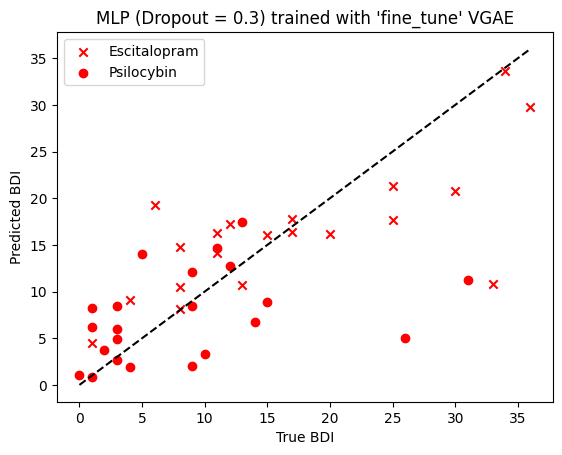 MLP (Dropout = 0.3) trained with 'fine_tune' VGAE
Escitalopram
Psilocybin
Predicted BDI
35
30
25
20
15
10
5
0
0 5 10 15 20 25 30 35
True BDI